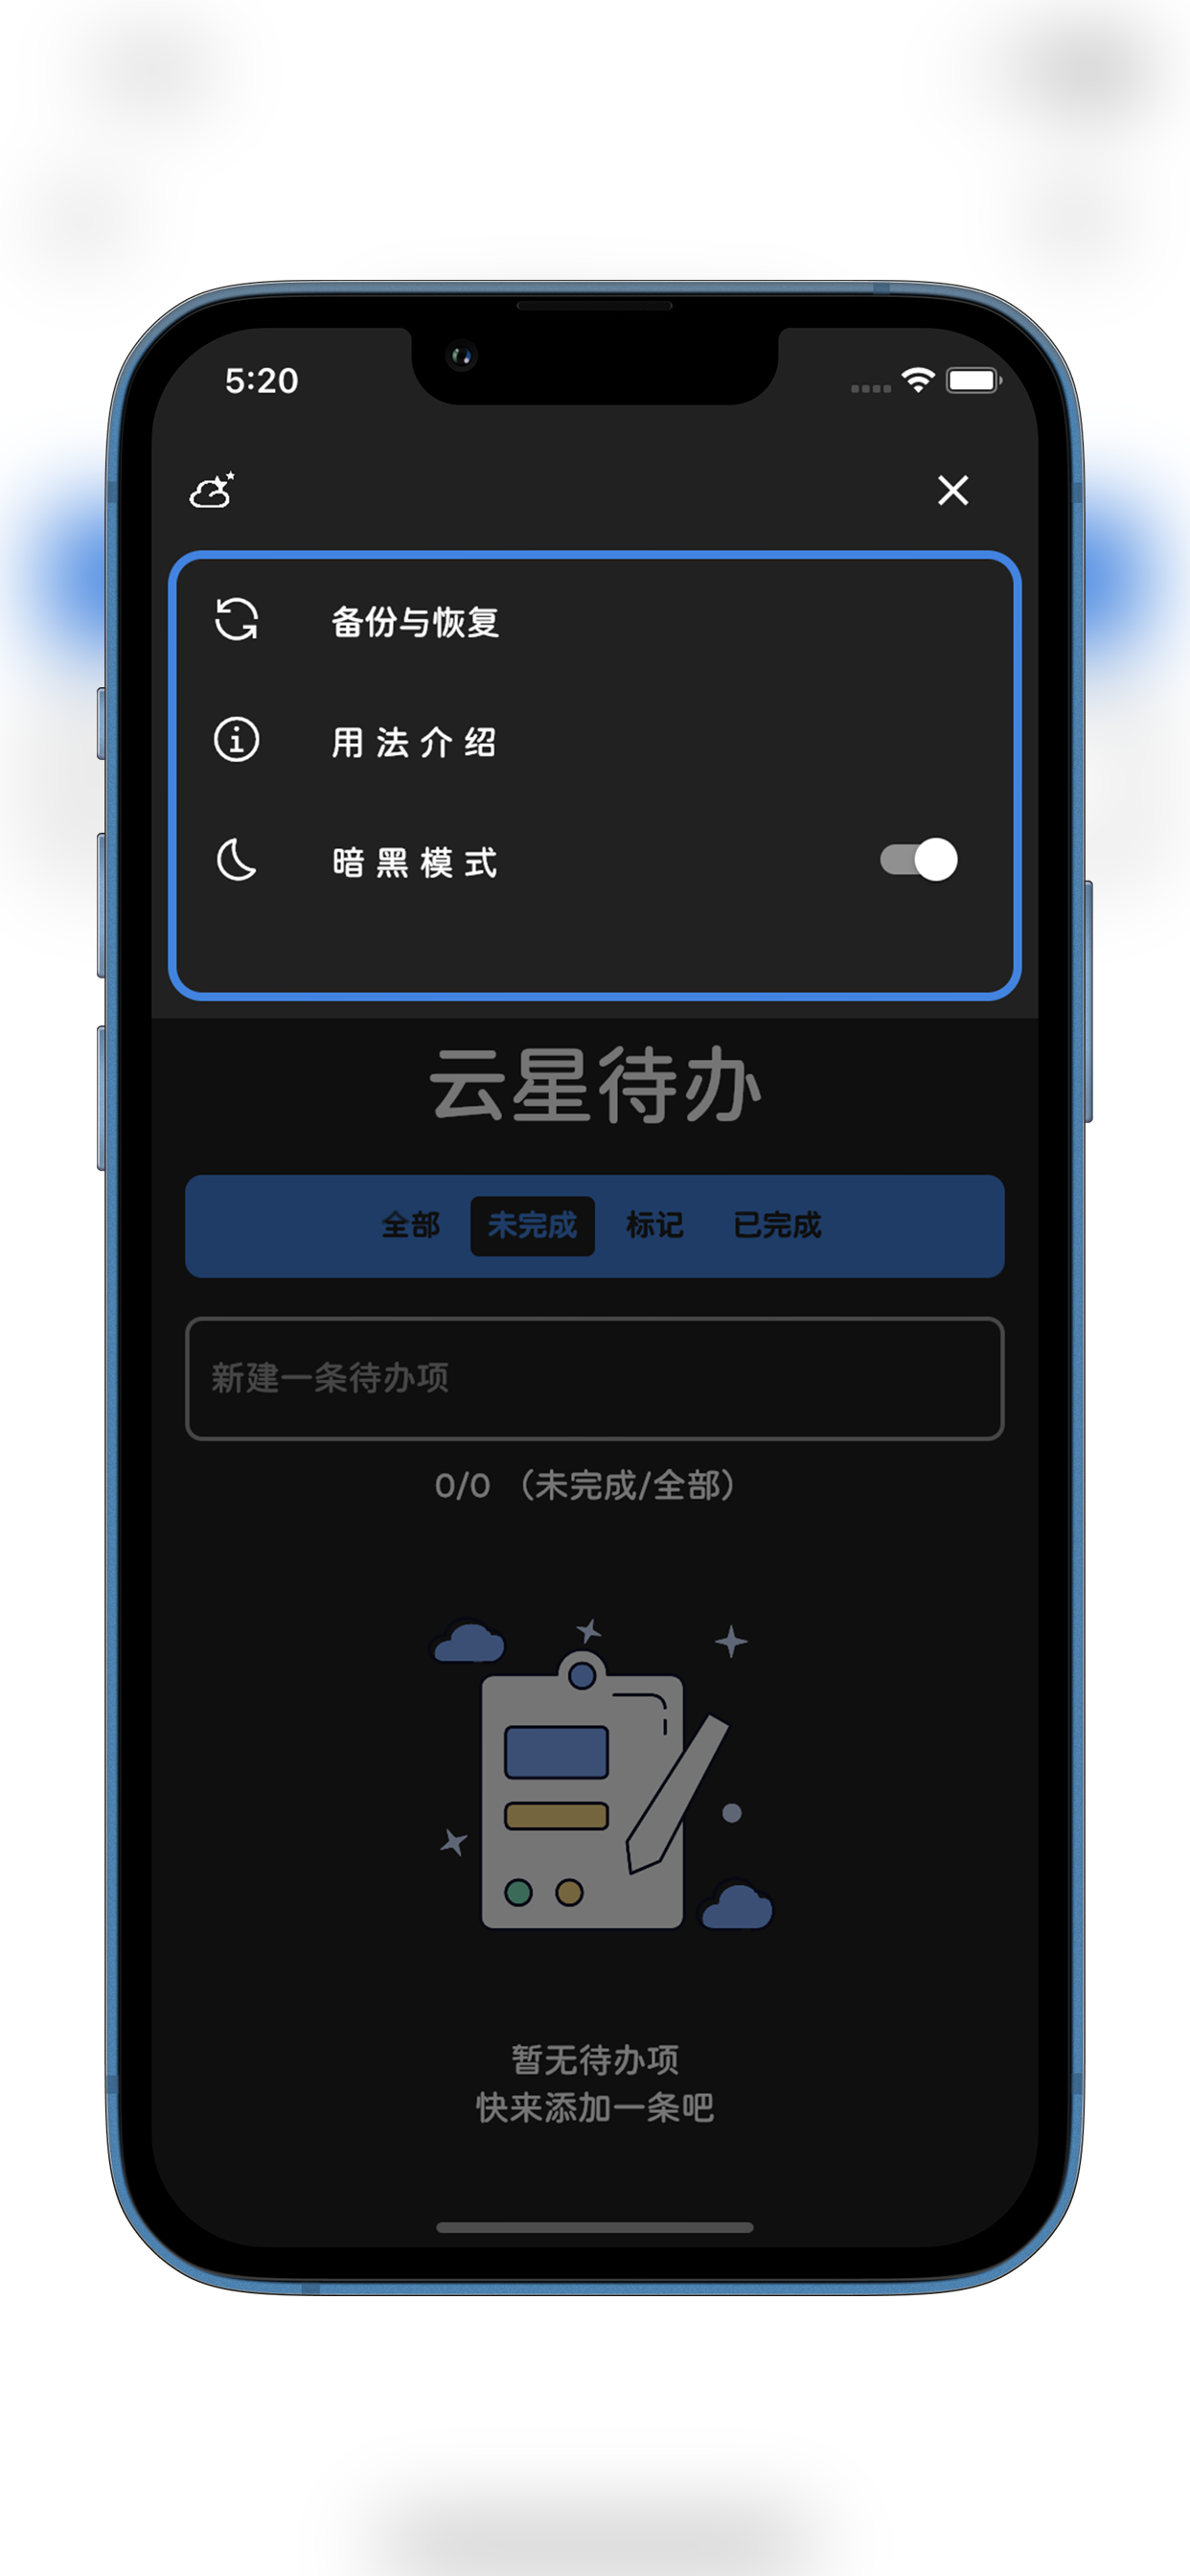 5:20
备份与恢复
用法介绍
暗黑模式
云星待办
全部 未完成 标记 已完成
新建一条待办项
0/0 （未完成/全部）
暂无待办项
快来添加一条吧